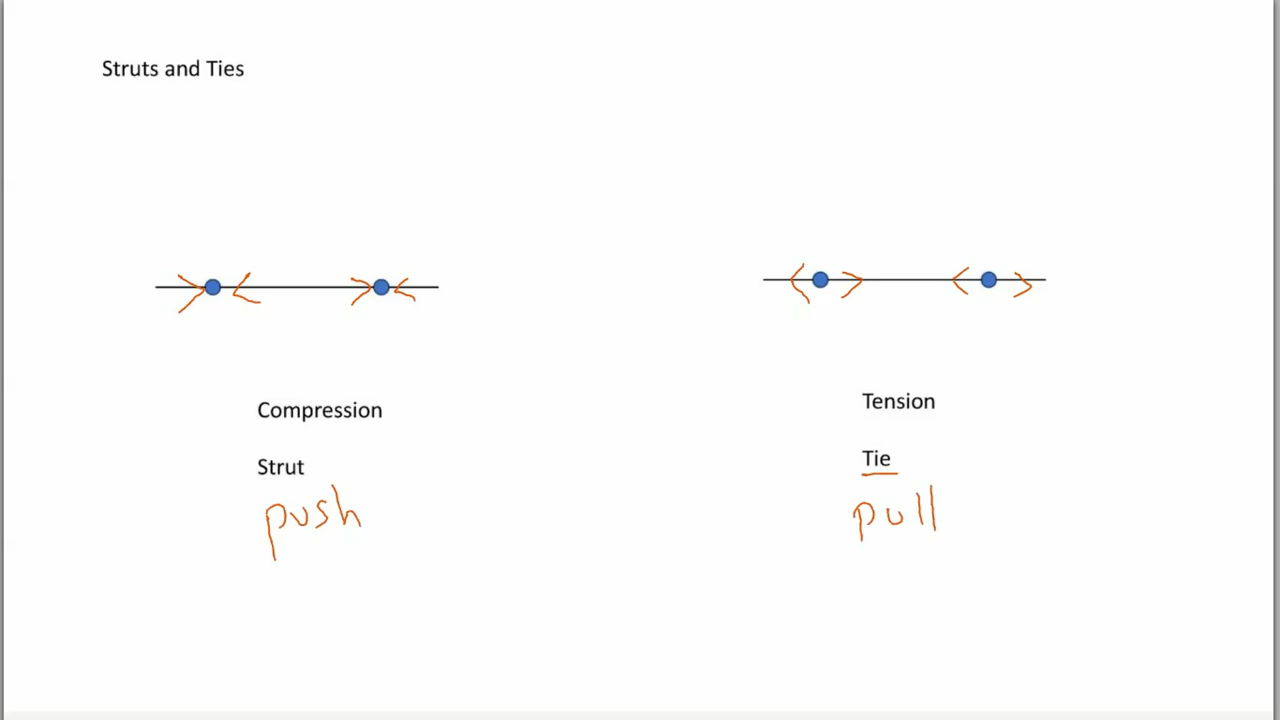 Struts and Ties
Compression
Strut
push
Tension
Tie
pull